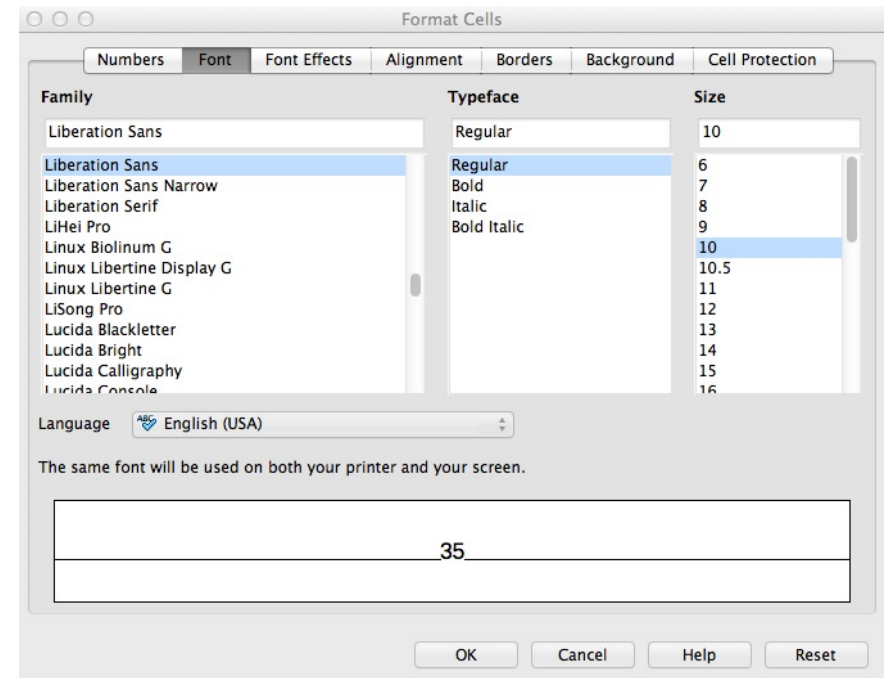 Format Cells
Numbers Font Font Effects Alignment Borders Background Cell Protection
Family Typeface Size
Liberation Sans Regular 10
Liberation Sans Regular 6
Liberation Sans Narrow Bold 7
Liberation Serif Italic 8
LiHei Pro Bold Italic 9
Linux Biolinum G 10
Linux Libertine Display G 10.5
Linux Libertine G 11
LiSong Pro 12
Lucida Blackletter 13
Lucida Bright 14
Lucida Calligraphy 15
Lucida Console 16
Language ABC English (USA)
The same font will be used on both your printer and your screen.
35
OK Cancel Help Reset